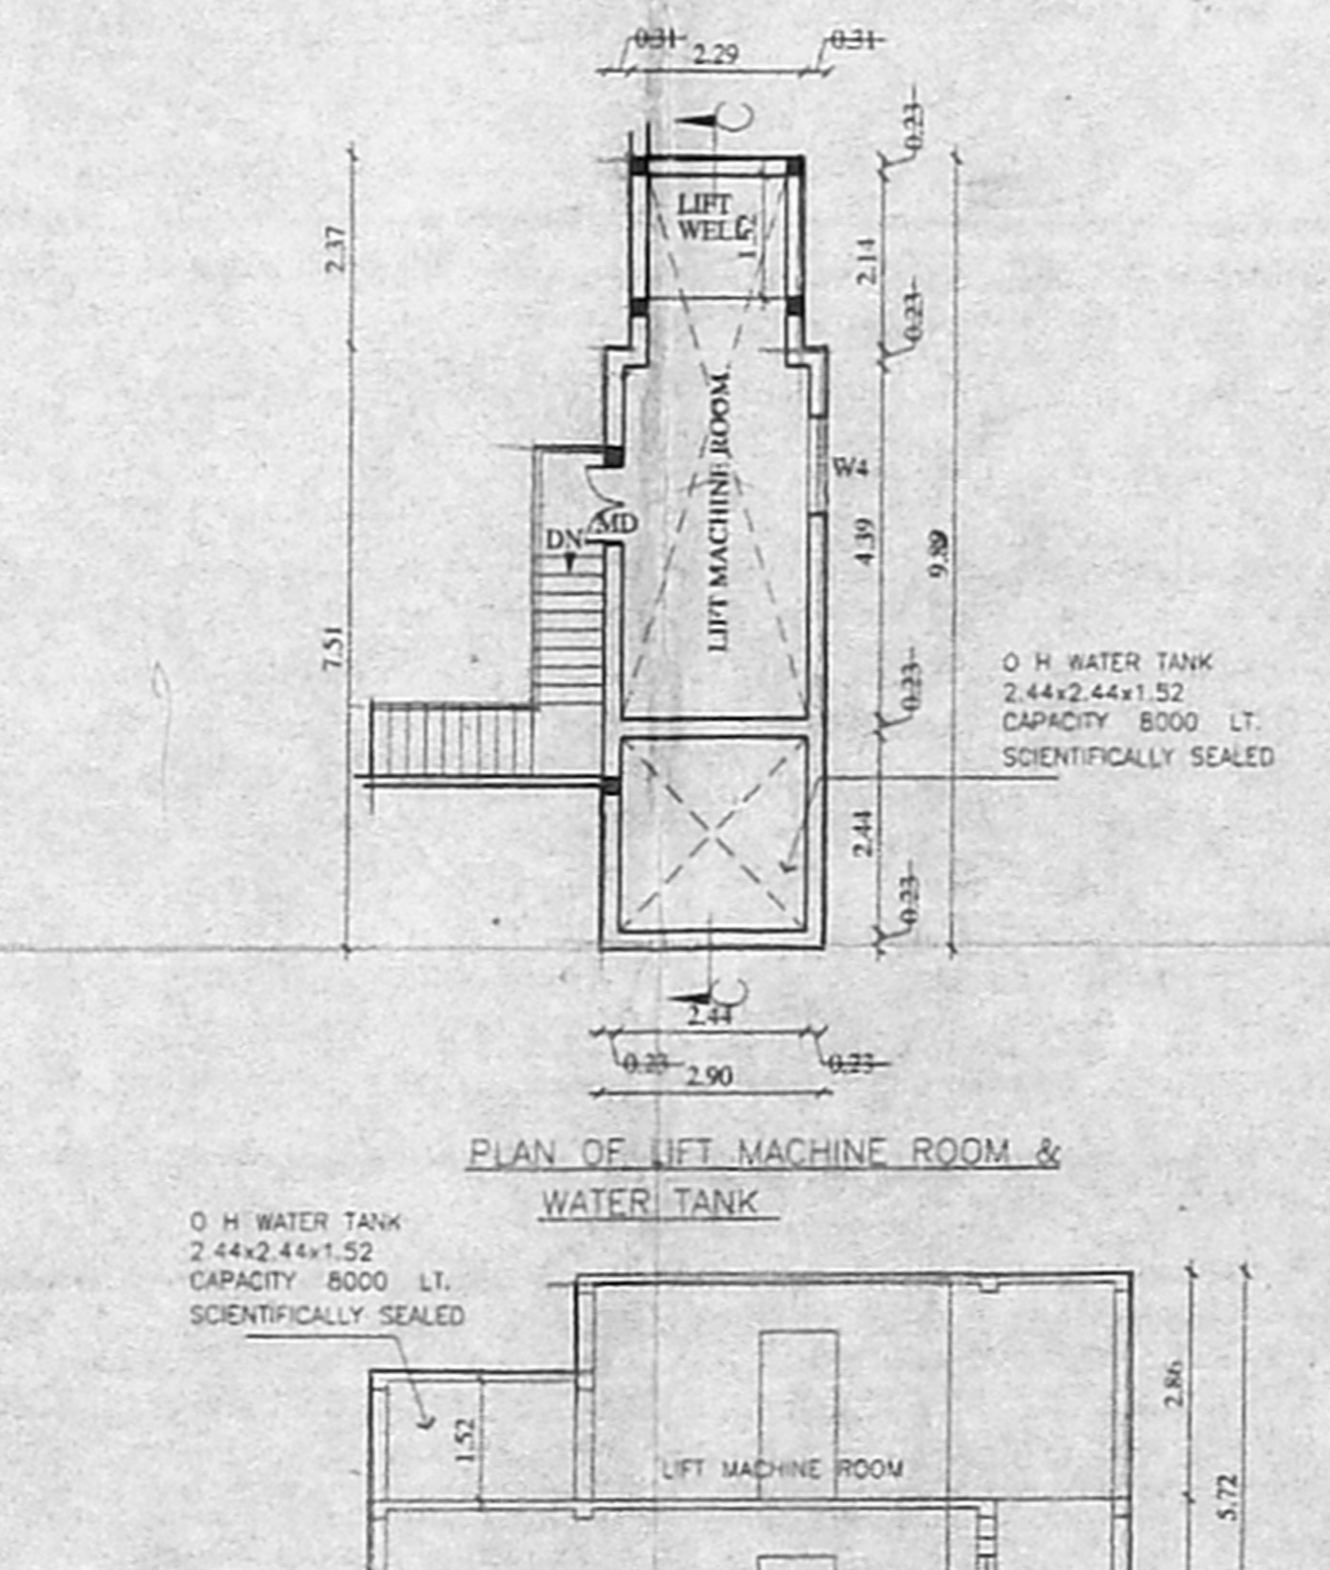 0.31
2.29
0.31
C
0.23
2.37
LIFT
WELL
1.52
2.14
0.23
LIFT MACHINE ROOM
W4
MD
DN
4.39
9.89
7.51
0.23
O H WATER TANK
2.44x2.44x1.52
CAPACITY 8000 LT.
SCIENTIFICALLY SEALED
2.44
0.23
C
2.44
0.23
0.23
2.90
PLAN OF LIFT MACHINE ROOM &
WATER TANK
O H WATER TANK
2.44x2.44x1.52
CAPACITY 8000 LT.
SCIENTIFICALLY SEALED
2.86
1.52
LIFT MACHINE ROOM
5.72